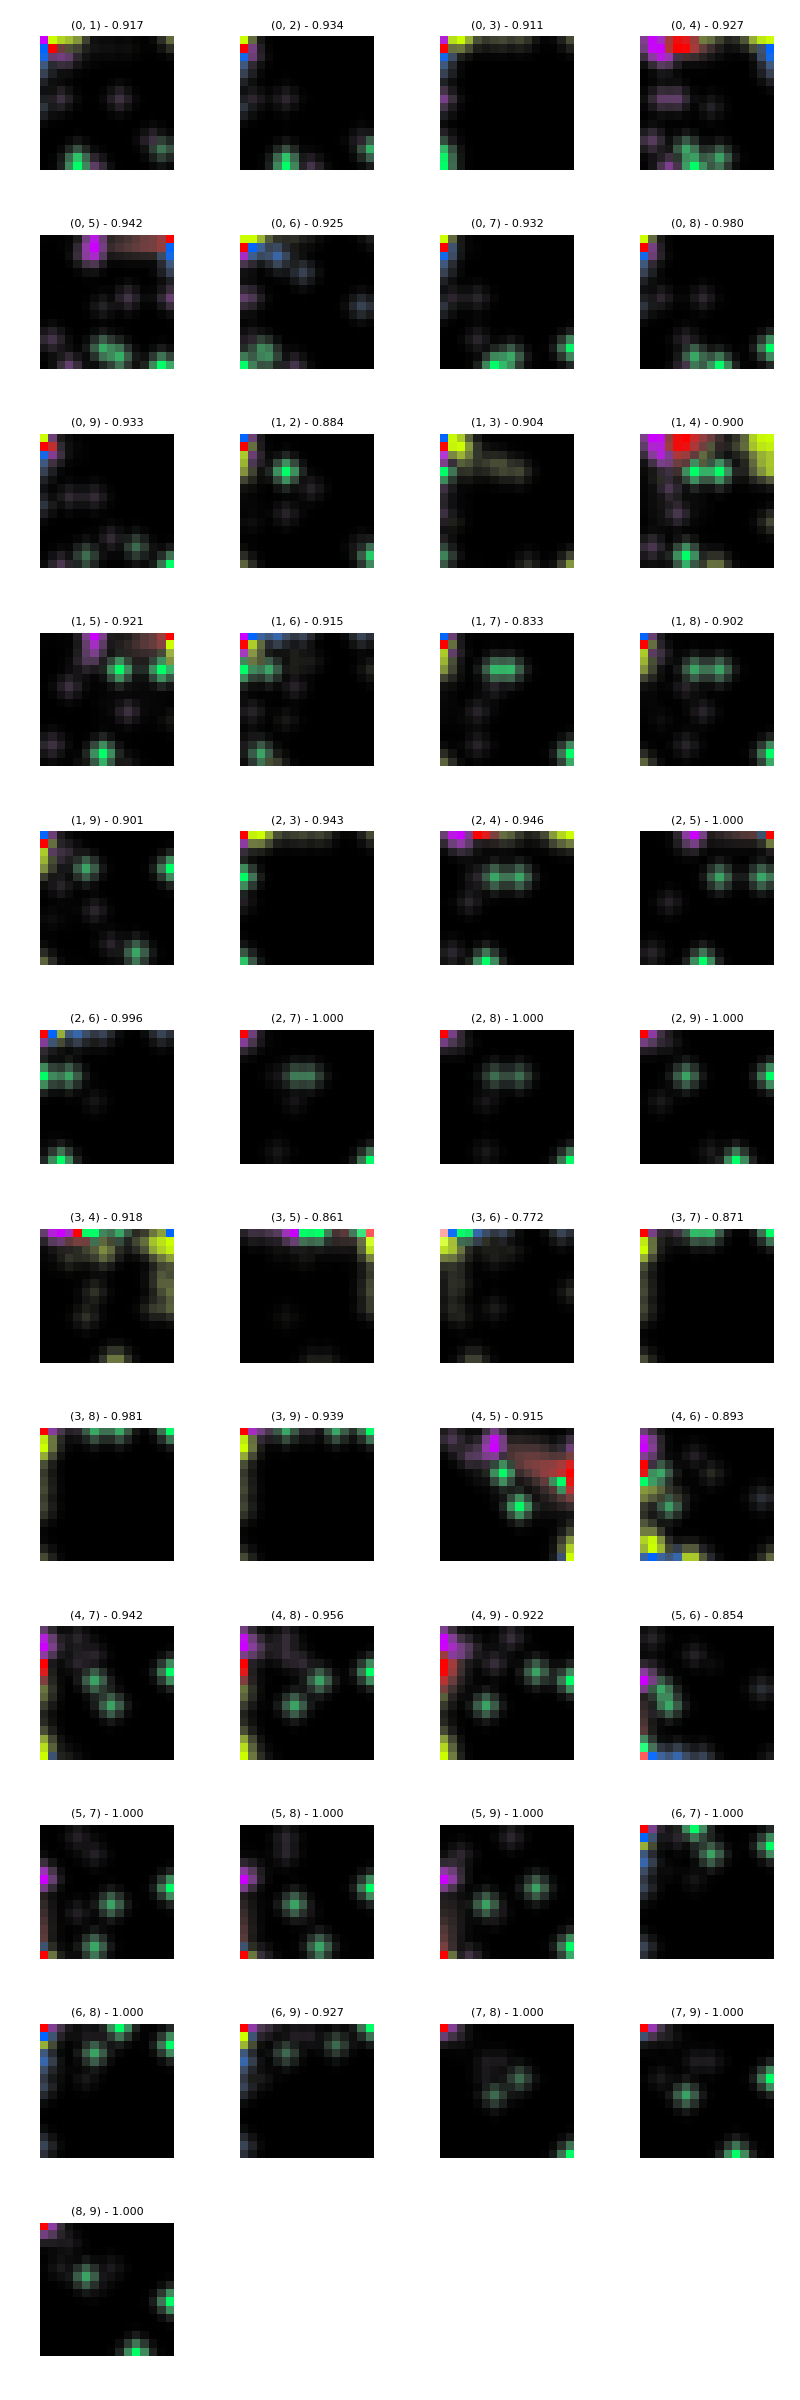 (0, 1) - 0.917 (0, 2) - 0.934 (0, 3) - 0.911 (0, 4) - 0.927
(0, 5) - 0.942 (0, 6) - 0.925 (0, 7) - 0.932 (0, 8) - 0.980
(0, 9) - 0.933 (1, 2) - 0.884 (1, 3) - 0.904 (1, 4) - 0.900
(1, 5) - 0.921 (1, 6) - 0.915 (1, 7) - 0.833 (1, 8) - 0.902
(1, 9) - 0.901 (2, 3) - 0.943 (2, 4) - 0.946 (2, 5) - 1.000
(2, 6) - 0.996 (2, 7) - 1.000 (2, 8) - 1.000 (2, 9) - 1.000
(3, 4) - 0.918 (3, 5) - 0.861 (3, 6) - 0.772 (3, 7) - 0.871
(3, 8) - 0.981 (3, 9) - 0.939 (4, 5) - 0.915 (4, 6) - 0.893
(4, 7) - 0.942 (4, 8) - 0.956 (4, 9) - 0.922 (5, 6) - 0.854
(5, 7) - 1.000 (5, 8) - 1.000 (5, 9) - 1.000 (6, 7) - 1.000
(6, 8) - 1.000 (6, 9) - 0.927 (7, 8) - 1.000 (7, 9) - 1.000
(8, 9) - 1.000